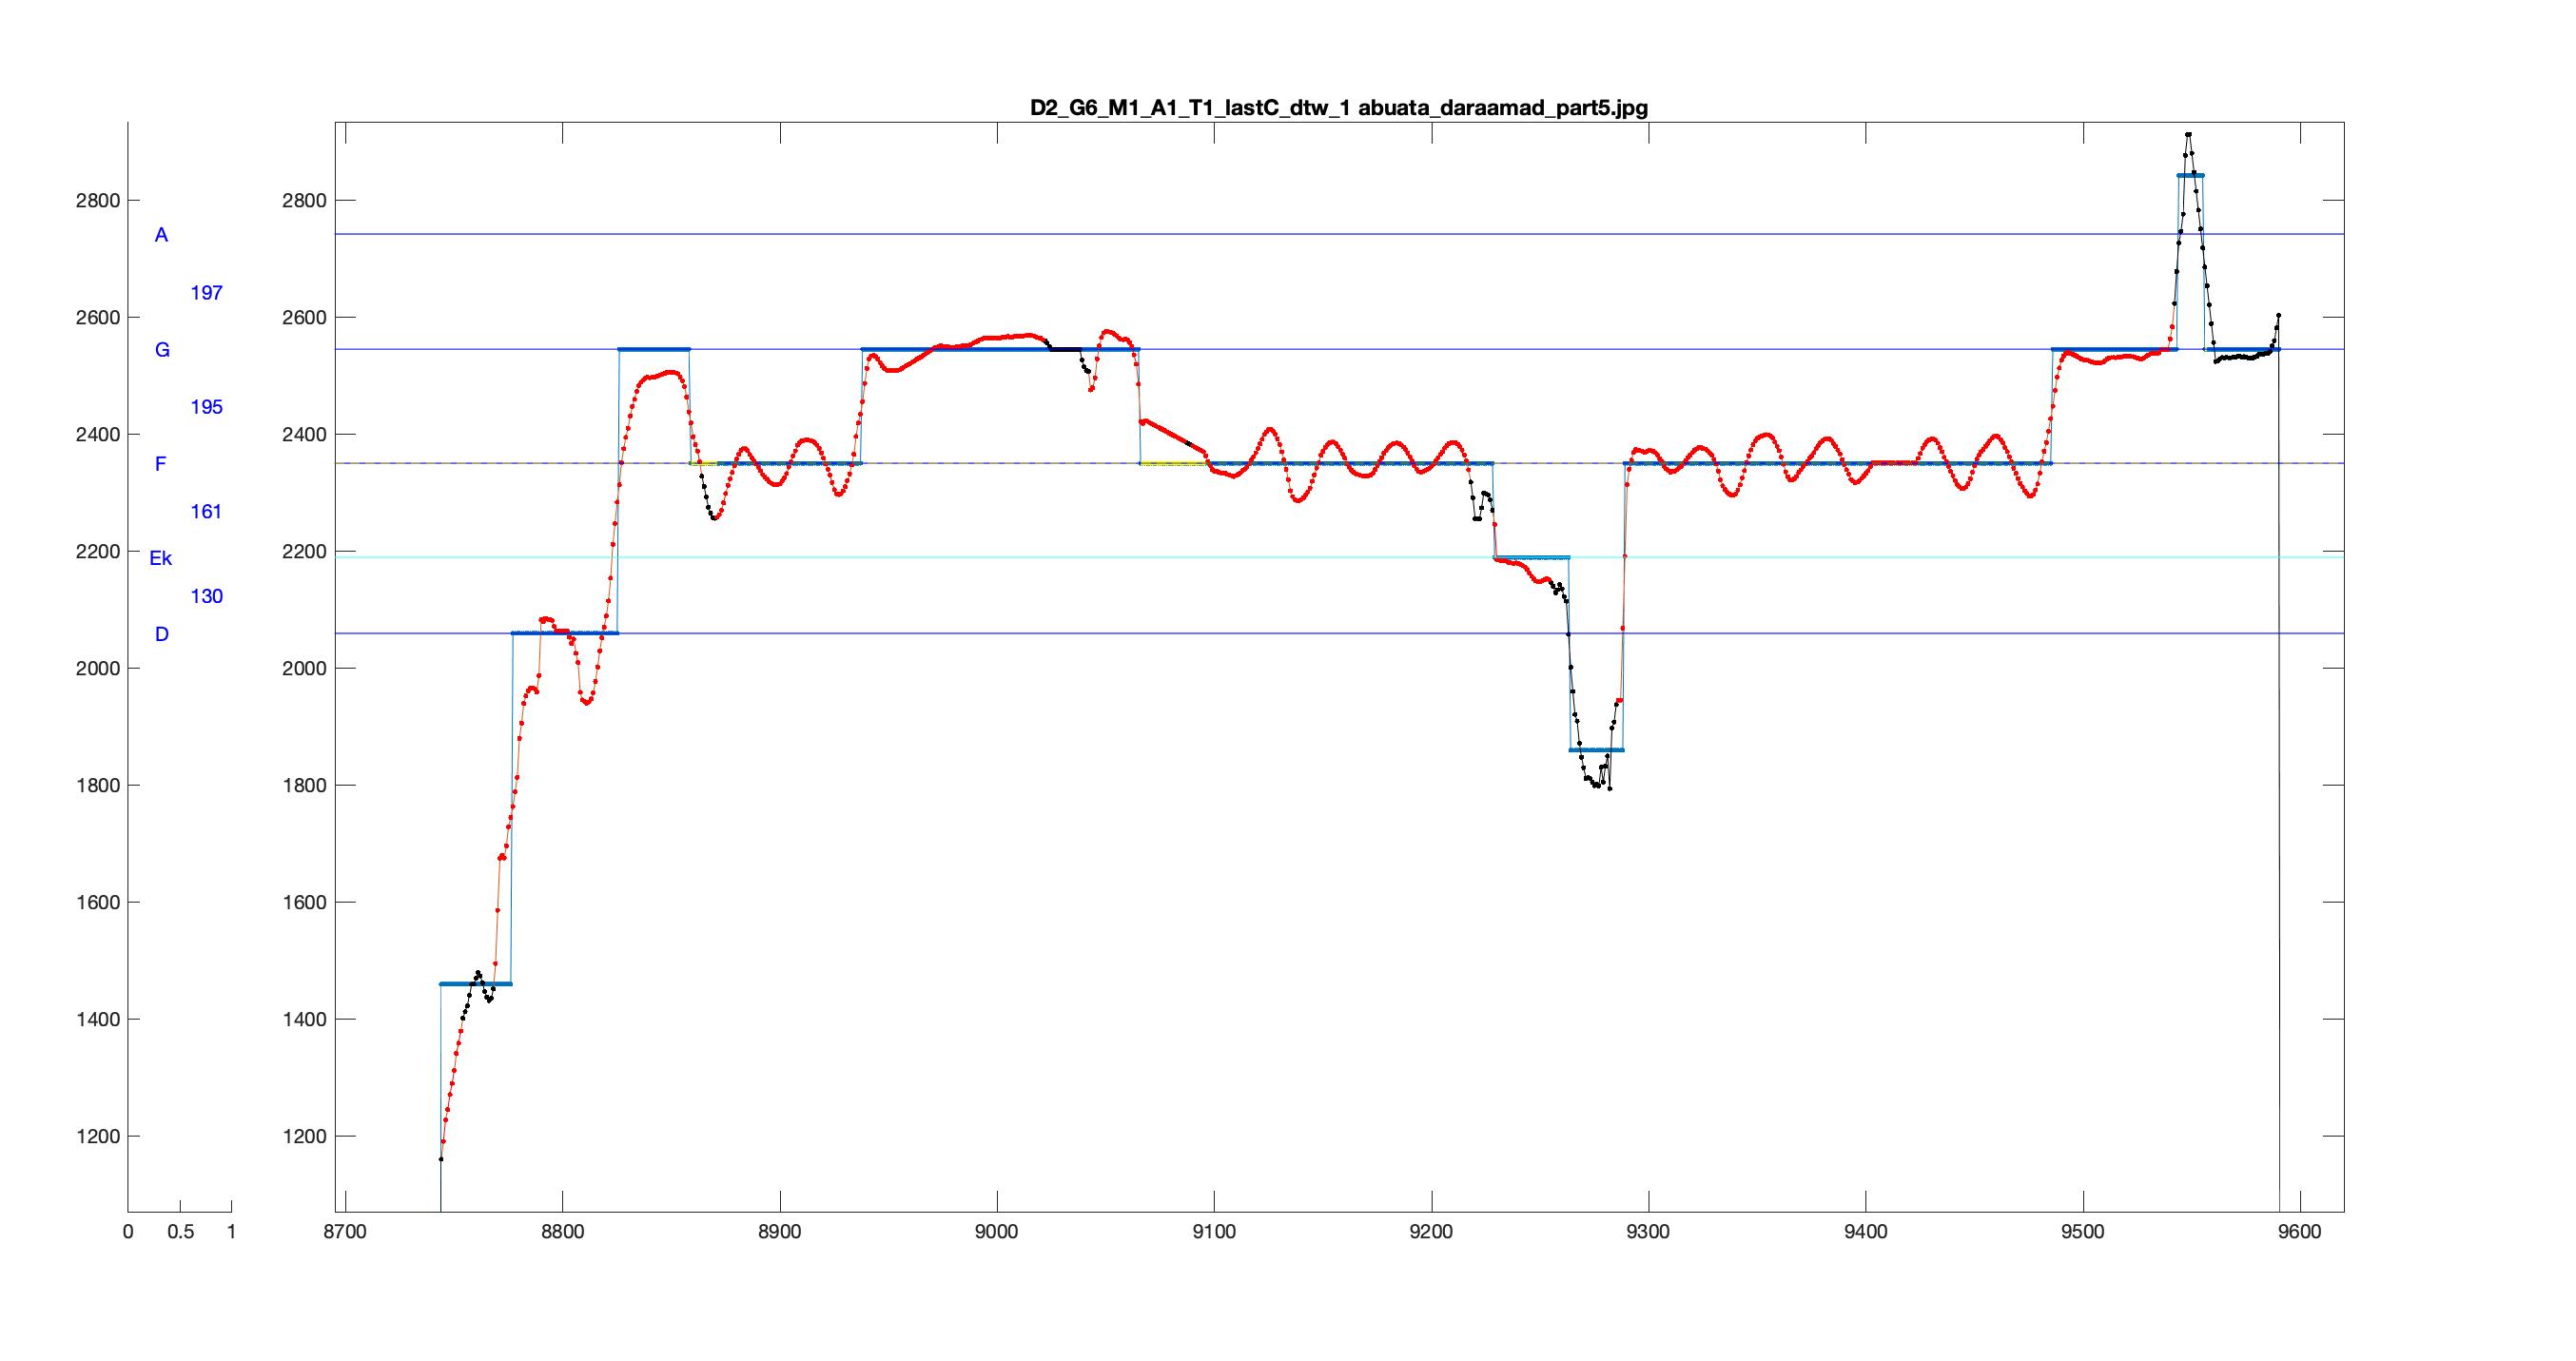 D2_G6_M1_A1_T1_lastC_dtw_1 abuata_daraamad_part5.jpg
2800 2800
A
197
2600 2600
G
195
2400 2400
F
161
2200 Ek 2200
130
D
2000 2000
1800 1800
1600 1600
1400 1400
1200 1200
0 0.5 1 8700 8800 8900 9000 9100 9200 9300 9400 9500 9600